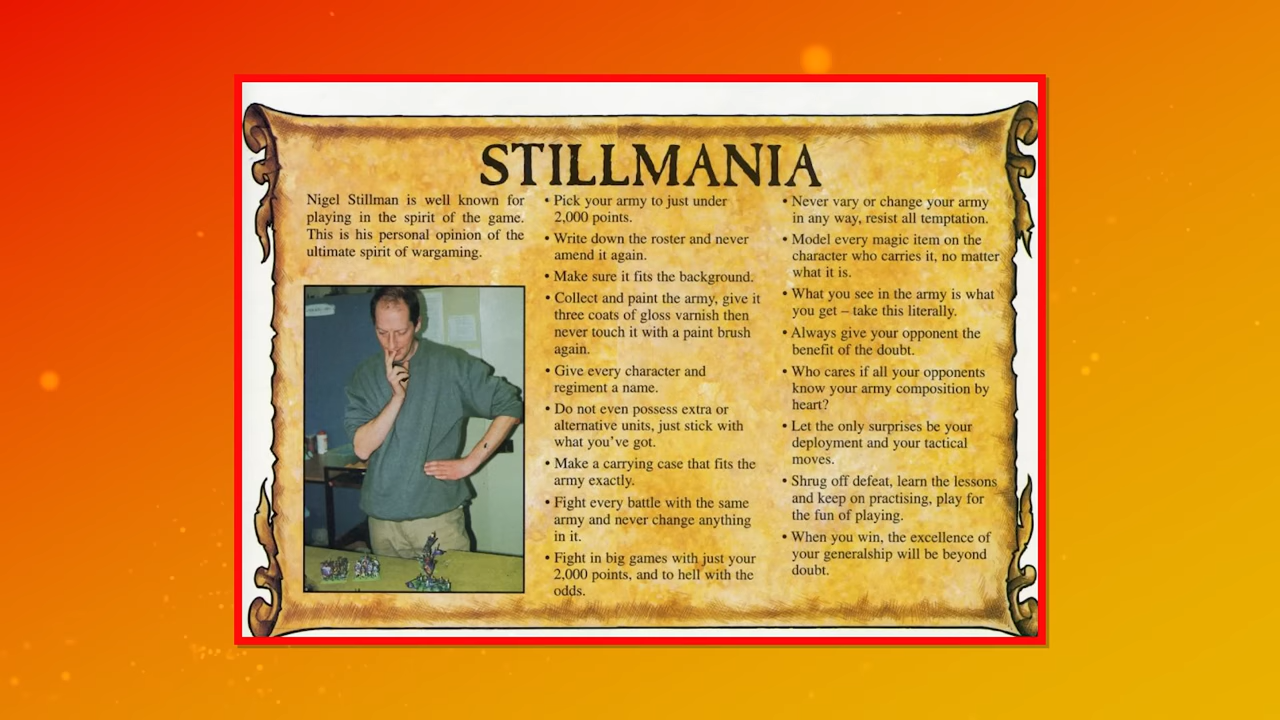 STILLMANIA
Nigel Stillman is well known for
playing in the spirit of the game.
This is his personal opinion of the
ultimate spirit of wargaming.
• Pick your army to just under
2,000 points.
• Write down the roster and never
amend it again.
• Make sure it fits the background.
• Collect and paint the army, give it
three coats of gloss varnish then
never touch it with a paint brush
again.
• Give every character and
regiment a name.
• Do not even possess extra or
alternative units, just stick with
what you've got.
• Make a carrying case that fits the
army exactly.
• Fight every battle with the same
army and never change anything
in it.
• Fight in big games with just your
2,000 points, and to hell with the
odds.
• Never vary or change your army
in any way, resist all temptation.
• Model every magic item on the
character who carries it, no matter
what it is.
• What you see in the army is what
you get – take this literally.
• Always give your opponent the
benefit of the doubt.
• Who cares if all your opponents
know your army composition by
heart?
• Let the only surprises be your
deployment and your tactical
moves.
• Shrug off defeat, learn the lessons
and keep on practising, play for
the fun of playing.
• When you win, the excellence of
your generalship will be beyond
doubt.